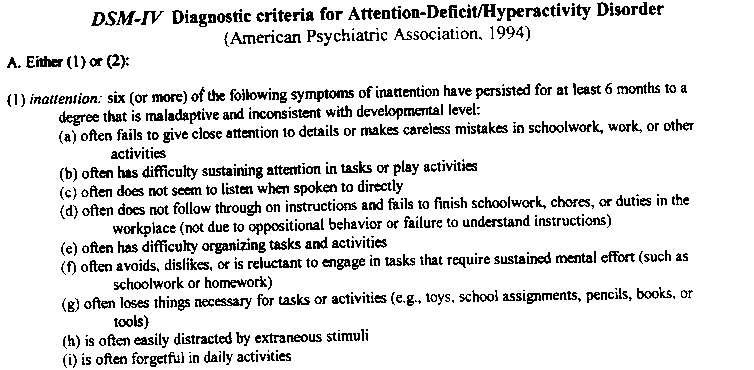 DSM-IV Diagnostic criteria for Attention-Deficit/Hyperactivity Disorder
(American Psychiatric Association, 1994)
A. Either (1) or (2):
(1) inattention: six (or more) of the following symptoms of inattention have persisted for at least 6 months to a
degree that is maladaptive and inconsistent with developmental level:
(a) often fails to give close attention to details or makes careless mistakes in schoolwork, work, or other
activities
(b) often has difficulty sustaining attention in tasks or play activities
(c) often does not seem to listen when spoken to directly
(d) often does not follow through on instructions and fails to finish schoolwork, chores, or duties in the
workplace (not due to oppositional behavior or failure to understand instructions)
(e) often has difficulty organizing tasks and activities
(f) often avoids, dislikes, or is reluctant to engage in tasks that require sustained mental effort (such as
schoolwork or homework)
(g) often loses things necessary for tasks or activities (e.g., toys, school assignments, pencils, books, or
tools)
(h) is often easily distracted by extraneous stimuli
(i) is often forgetful in daily activities